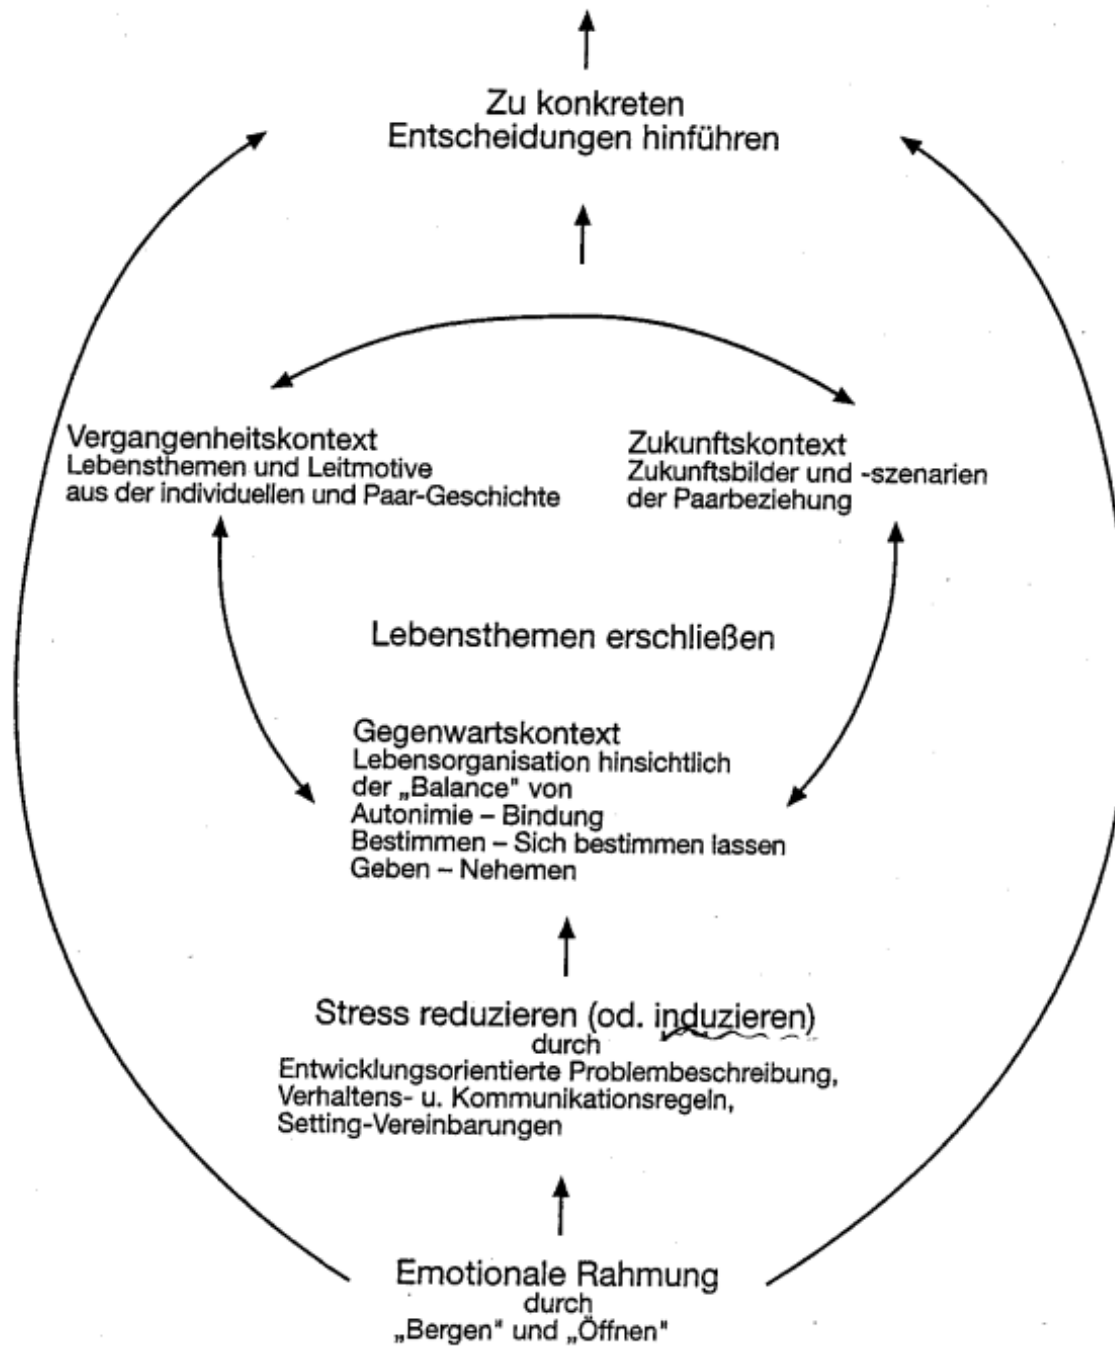 Zu konkreten
Entscheidungen hinführen
Vergangenheitskontext
Lebensthemen und Leitmotive
aus der individuellen und Paar-Geschichte
Zukunftskontext
Zukunftsbilder und -szenarien
der Paarbeziehung
Lebensthemen erschließen
Gegenwartskontext
Lebensorganisation hinsichtlich
der „Balance" von
Autonimie – Bindung
Bestimmen – Sich bestimmen lassen
Geben – Nehemen
Stress reduzieren (od. induzieren)
durch
Entwicklungsorientierte Problembeschreibung,
Verhaltens- u. Kommunikationsregeln,
Setting-Vereinbarungen
Emotionale Rahmung
durch
„Bergen" und „Öffnen"